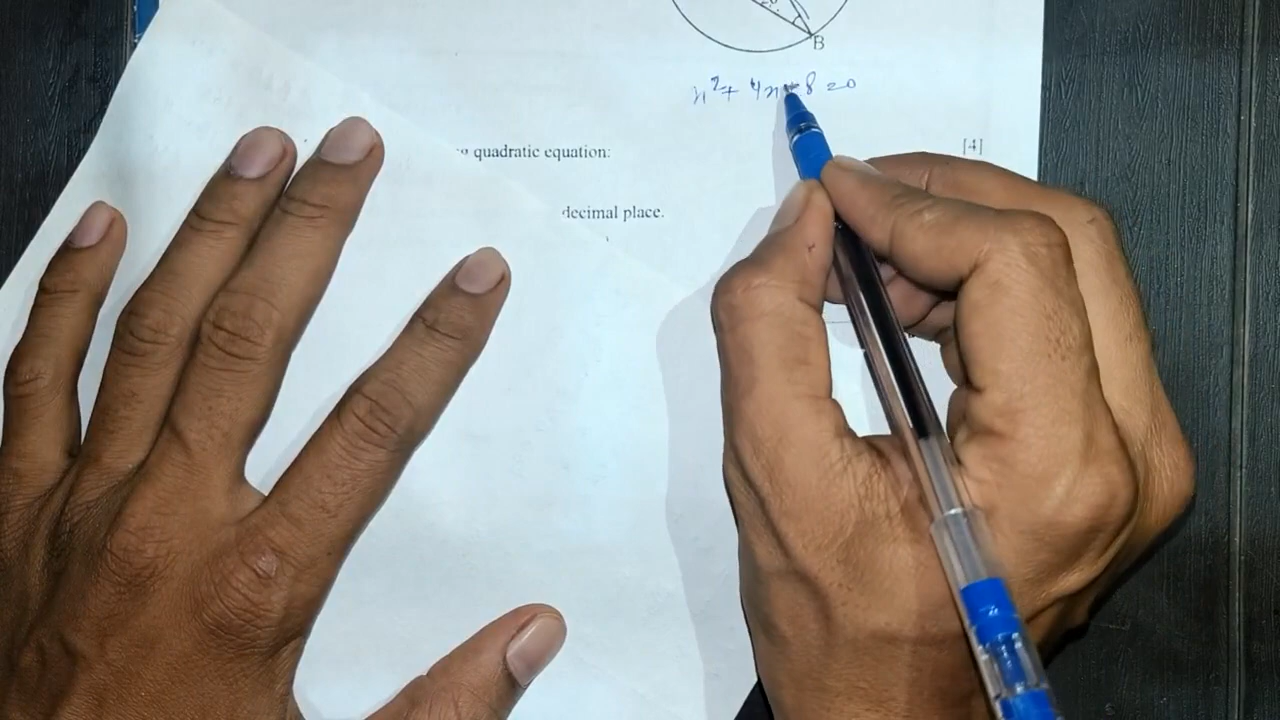 B
x²+ 4x 8 =0
quadratic equation: [4]
decimal place.